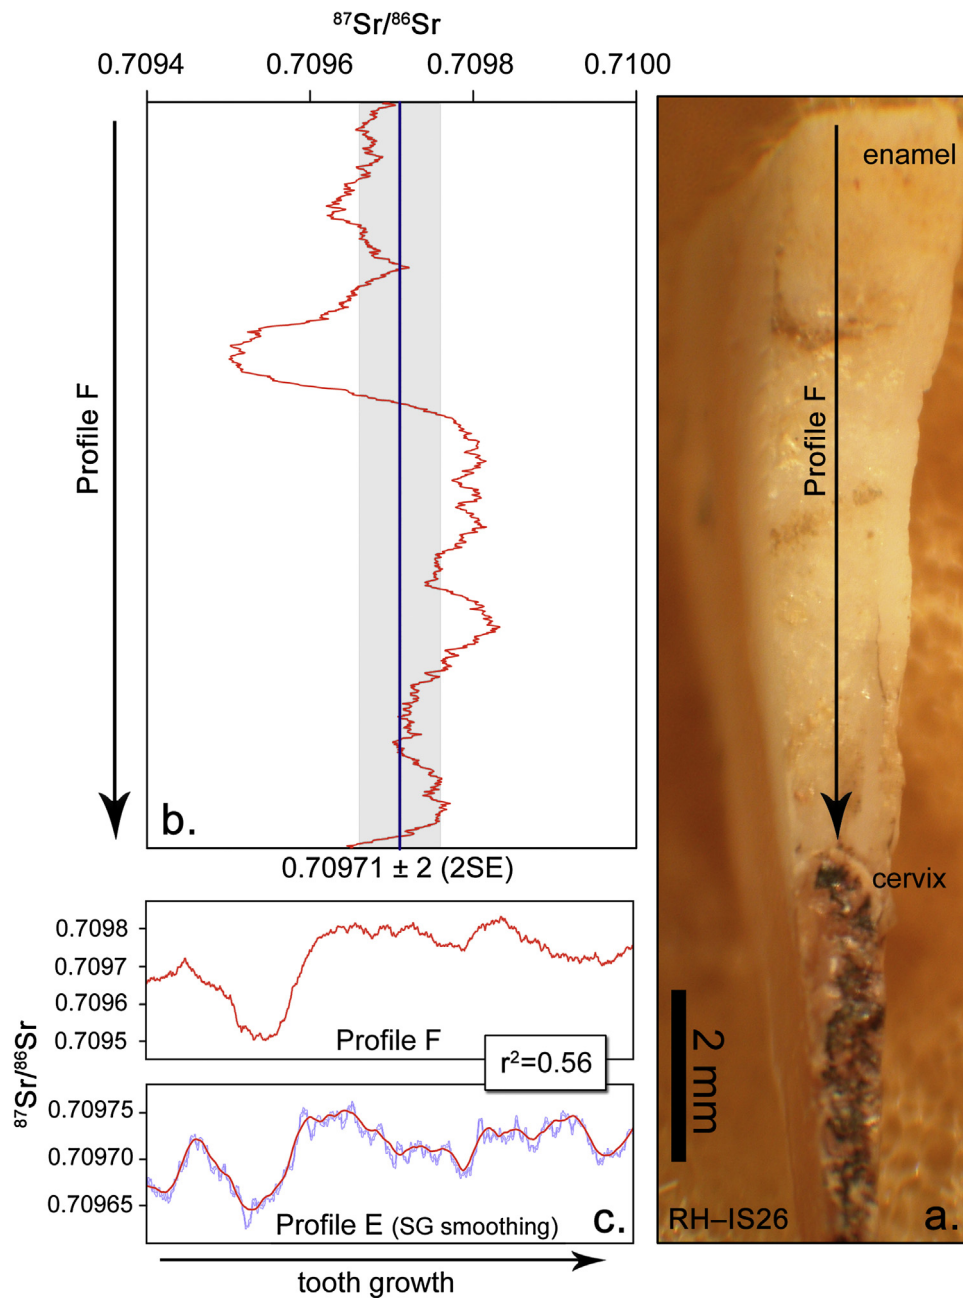 ⁸⁷Sr/⁸⁶Sr
0.7094 0.7096 0.7098 0.7100
Profile F
b.
0.70971 ± 2 (2SE)
enamel
Profile F
cervix
2 mm
RH–IS26
a.
⁸⁷Sr/⁸⁶Sr
0.7098
0.7097
0.7096
0.7095
Profile F
r²=0.56
0.70975
0.70970
0.70965
Profile E (SG smoothing)
c.
tooth growth